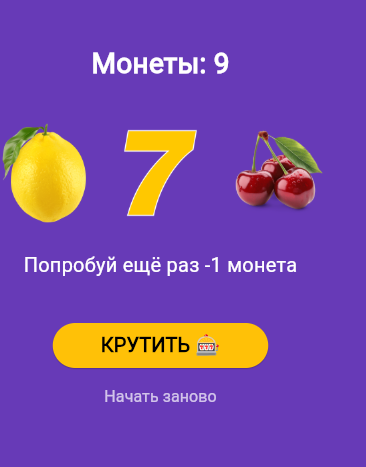 Монеты: 9
7
Попробуй ещё раз -1 монета
КРУТИТЬ 🎰
Начать заново